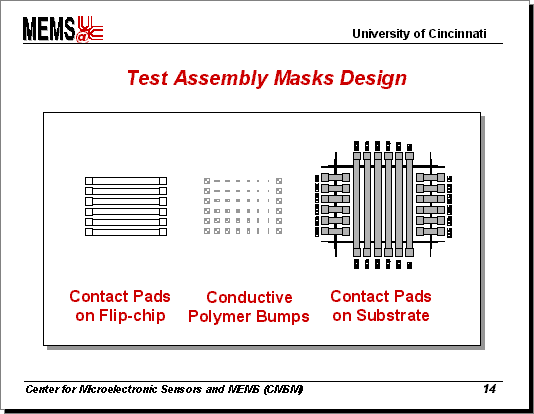 MEMS@UC
University of Cincinnati
Test Assembly Masks Design
Contact Pads
on Flip-chip
Conductive
Polymer Bumps
Contact Pads
on Substrate
Center for Microelectronic Sensors and MEMS (CMSM)
14